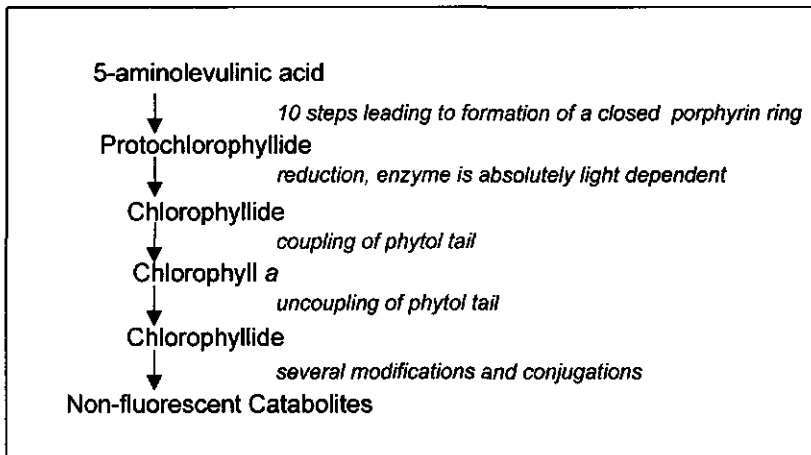 5-aminolevulinic acid
10 steps leading to formation of a closed porphyrin ring
Protochlorophyllide
reduction, enzyme is absolutely light dependent
Chlorophyllide
coupling of phytol tail
Chlorophyll a
uncoupling of phytol tail
Chlorophyllide
several modifications and conjugations
Non-fluorescent Catabolites